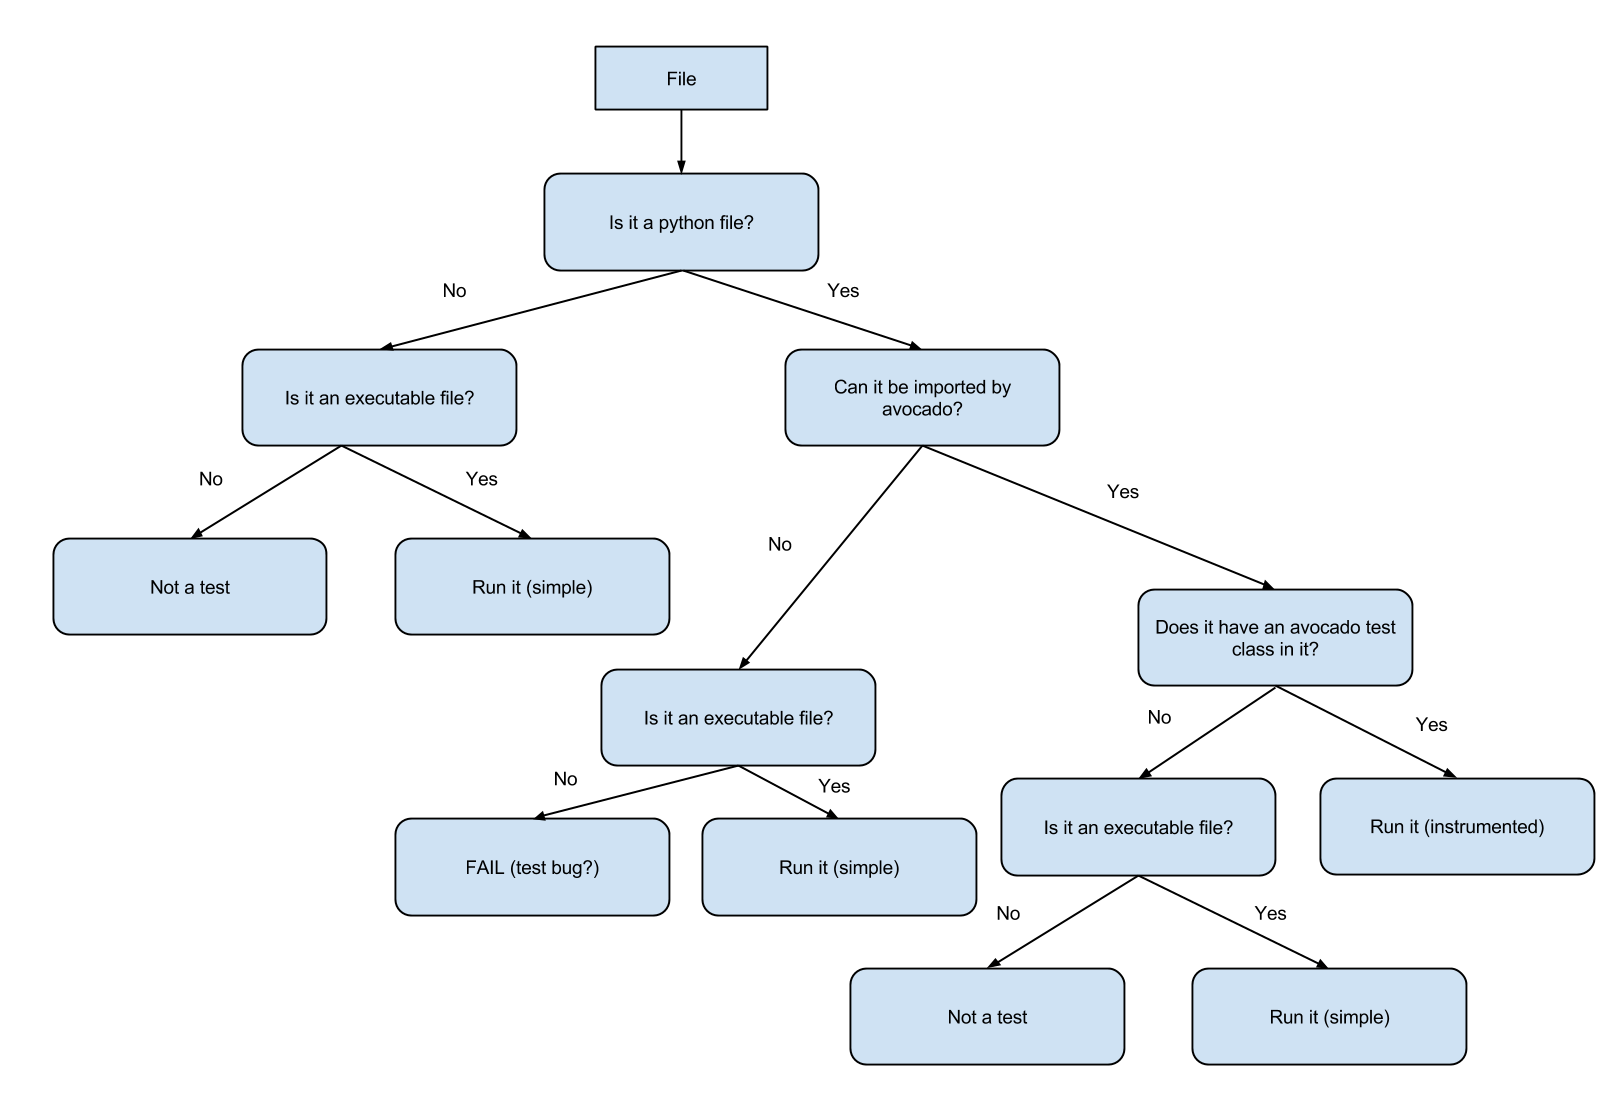 File
Is it a python file?
No
Yes
Is it an executable file?
Can it be imported by
avocado?
No
Yes
Yes
No
Not a test
Run it (simple)
Does it have an avocado test
class in it?
Is it an executable file?
No
Yes
No
Yes
FAIL (test bug?)
Run it (simple)
Is it an executable file?
Run it (instrumented)
No
Yes
Not a test
Run it (simple)